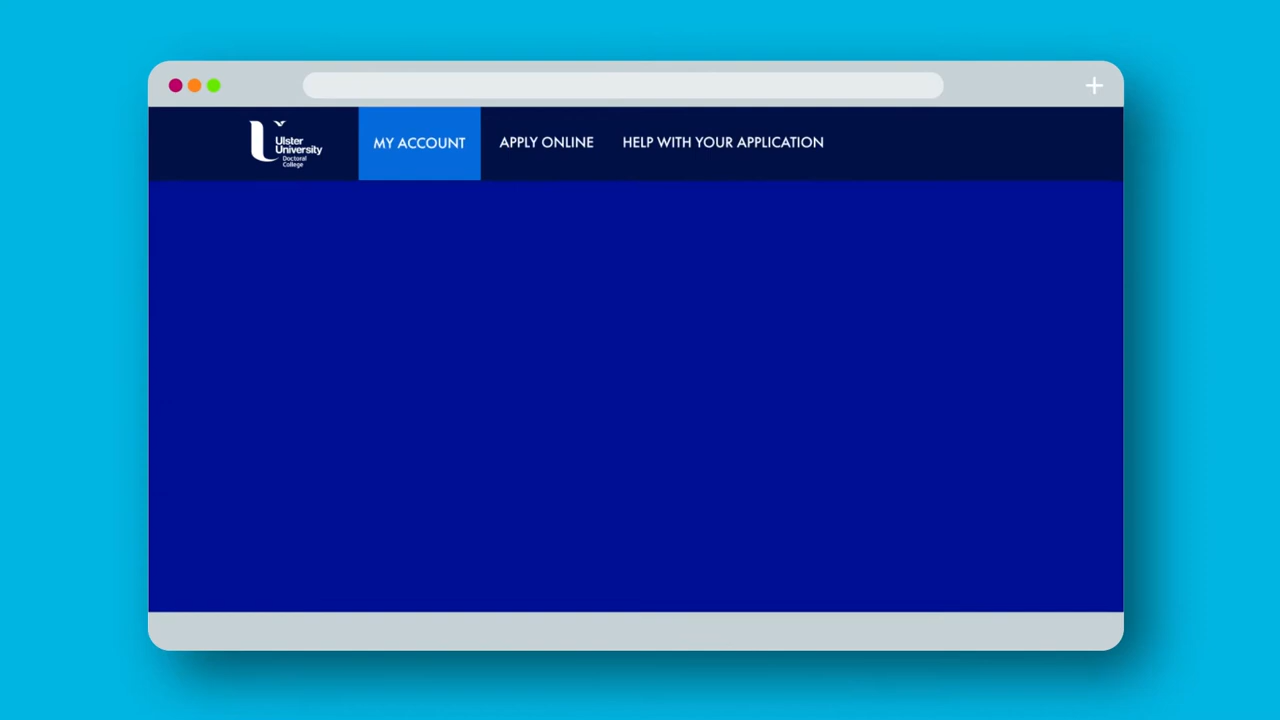 Ulster
University
Doctoral
College
MY ACCOUNT
APPLY ONLINE
HELP WITH YOUR APPLICATION